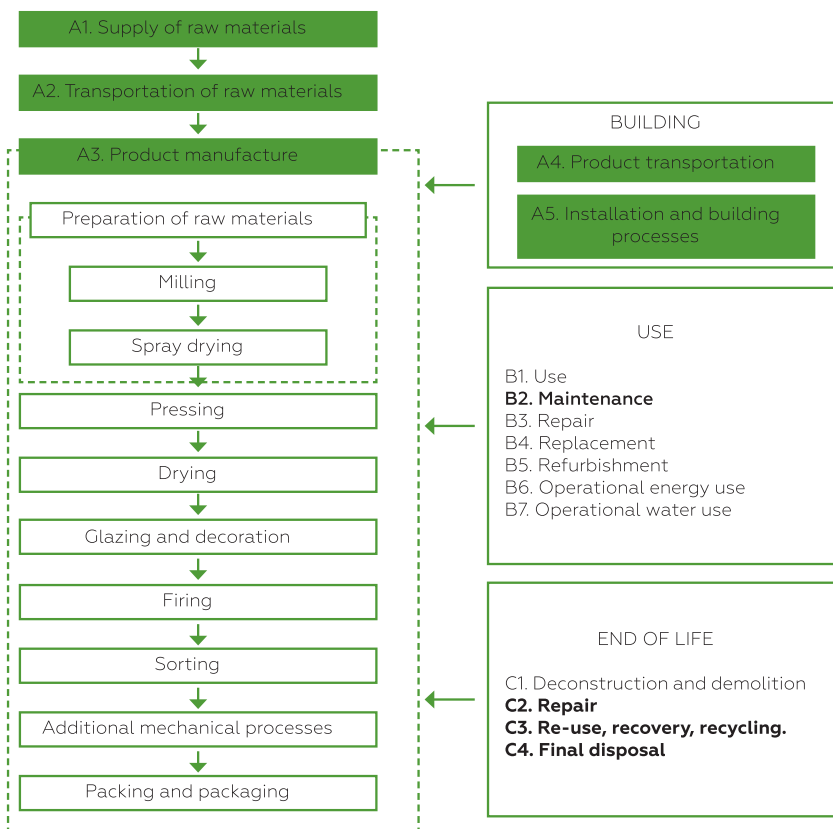 A1. Supply of raw materials
A2. Transportation of raw materials
A3. Product manufacture
Preparation of raw materials
Milling
Spray drying
Pressing
Drying
Glazing and decoration
Firing
Sorting
Additional mechanical processes
Packing and packaging
BUILDING
A4. Product transportation
A5. Installation and building
processes
USE
B1. Use
B2. Maintenance
B3. Repair
B4. Replacement
B5. Refurbishment
B6. Operational energy use
B7. Operational water use
END OF LIFE
C1. Deconstruction and demolition
C2. Repair
C3. Re-use, recovery, recycling.
C4. Final disposal